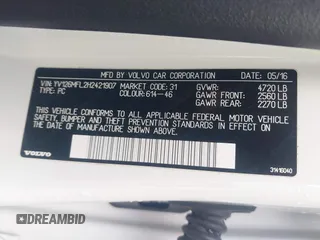 MFD BY VOLVO CAR CORPORATION 05/16
VIN: YV126MFL2H2421907 MARKET CODE: 31 GVWR: 4720 LB
TYPE: PC COLOUR: 614-46 GAWR FRONT: 2560 LB
GAWR REAR: 2270 LB
THIS VEHICLE CONFORMS TO ALL APPLICABLE FEDERAL MOTOR VEHICLE
SAFETY, BUMPER AND THEFT PREVENTION STANDARDS IN EFFECT ON
THE DATE OF MANUFACTURE SHOWN ABOVE.
VOLVO
31416040
DREAMBID